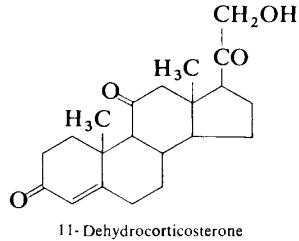 CH₂OH
CO
H₃C
O
H₃C
O
11- Dehydrocorticosterone